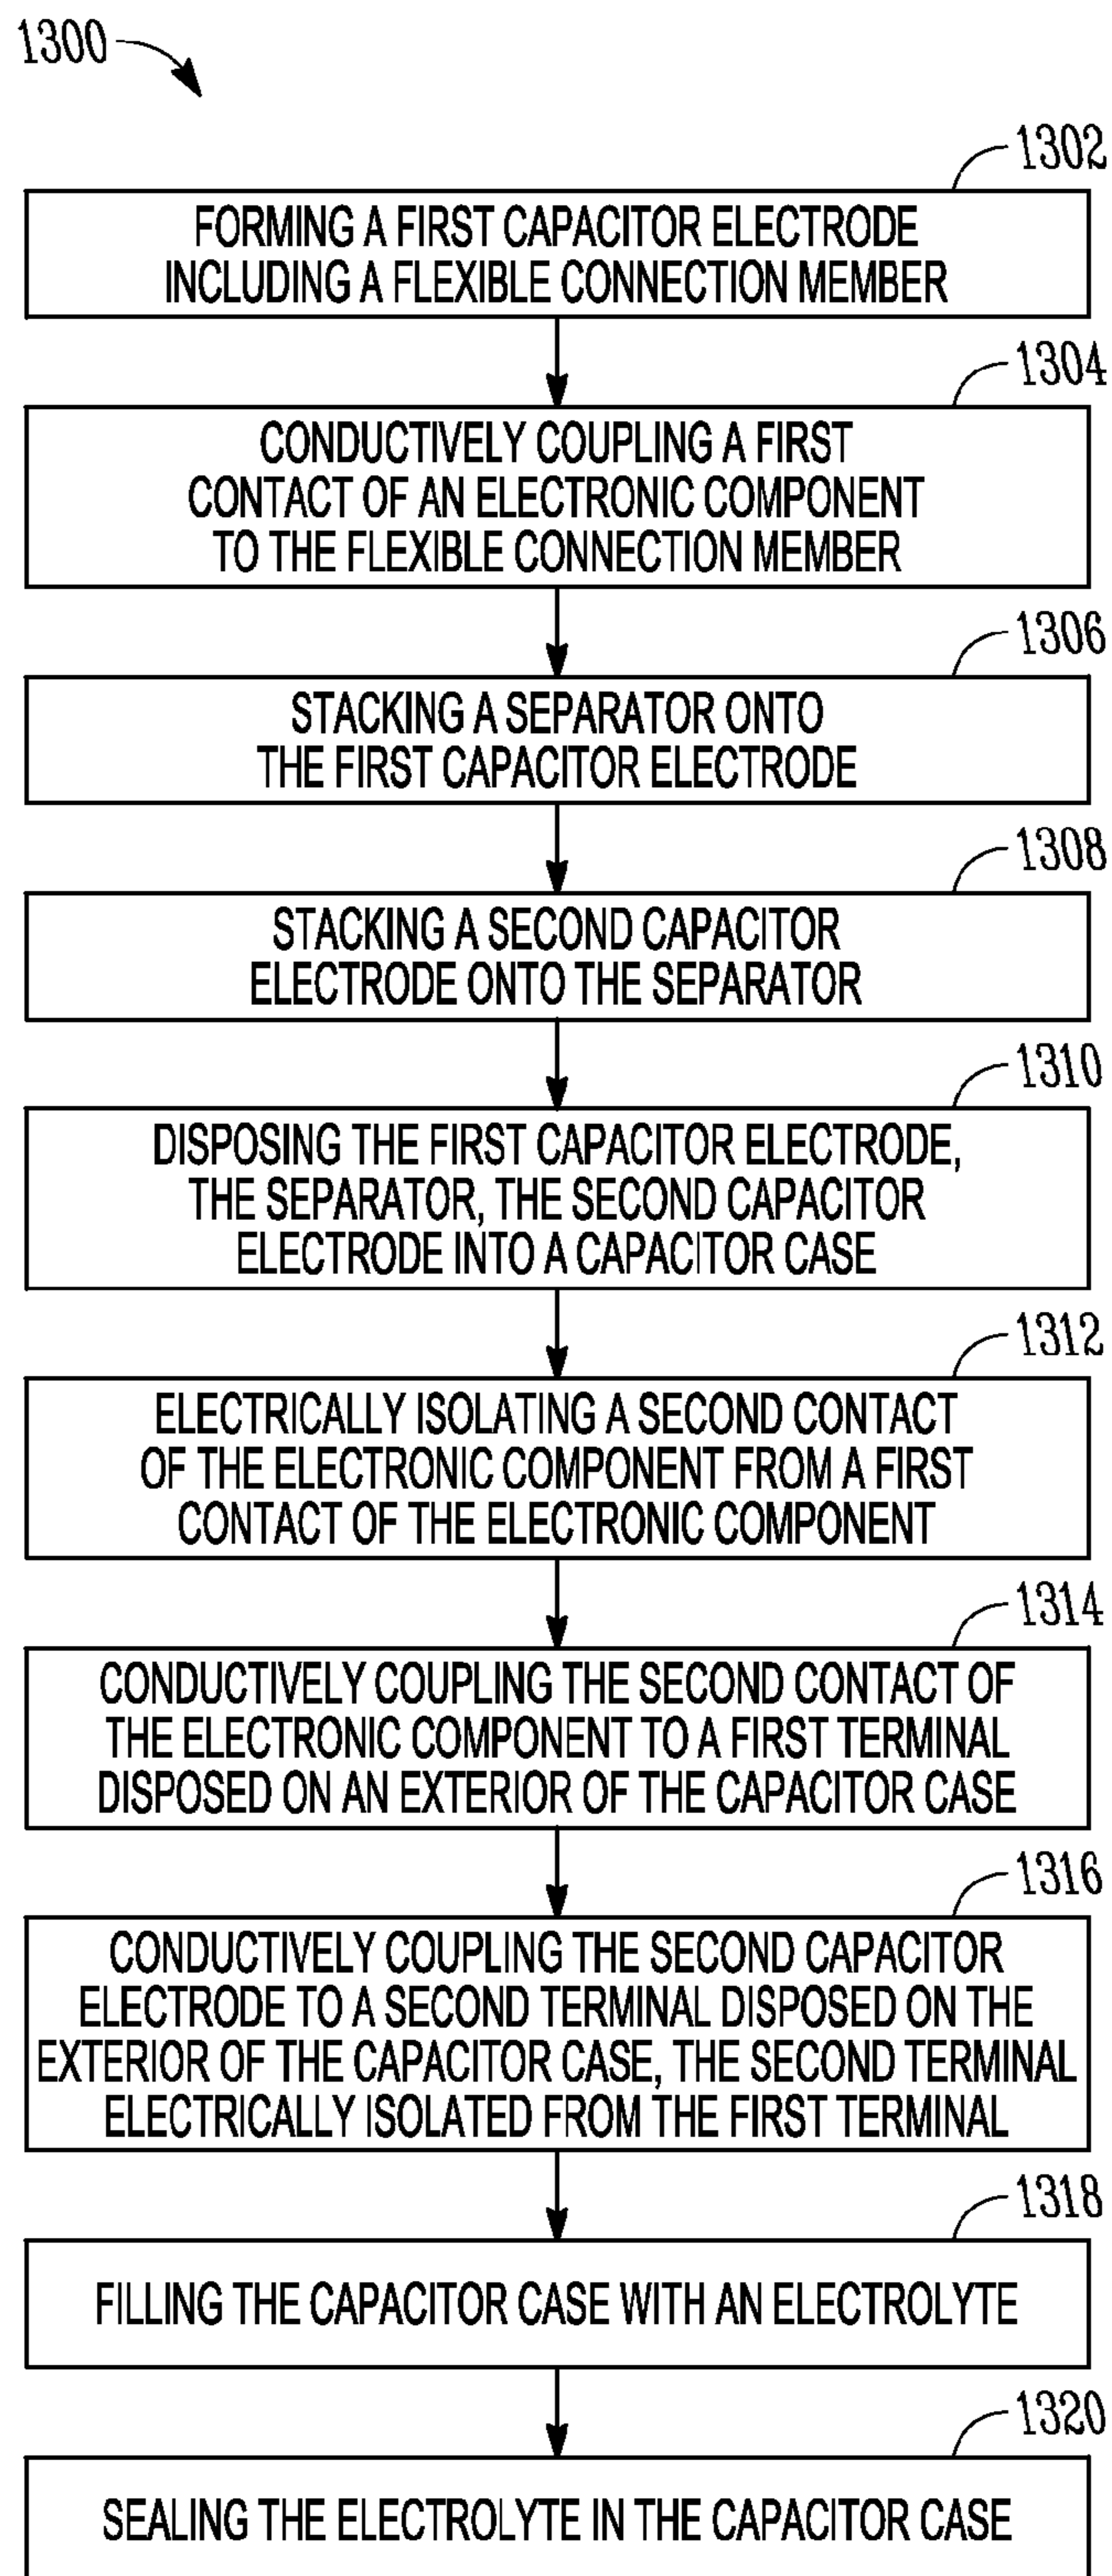 1300
1302
FORMING A FIRST CAPACITOR ELECTRODE
INCLUDING A FLEXIBLE CONNECTION MEMBER
1304
CONDUCTIVELY COUPLING A FIRST
CONTACT OF AN ELECTRONIC COMPONENT
TO THE FLEXIBLE CONNECTION MEMBER
1306
STACKING A SEPARATOR ONTO
THE FIRST CAPACITOR ELECTRODE
1308
STACKING A SECOND CAPACITOR
ELECTRODE ONTO THE SEPARATOR
1310
DISPOSING THE FIRST CAPACITOR ELECTRODE,
THE SEPARATOR, THE SECOND CAPACITOR
ELECTRODE INTO A CAPACITOR CASE
1312
ELECTRICALLY ISOLATING A SECOND CONTACT
OF THE ELECTRONIC COMPONENT FROM A FIRST
CONTACT OF THE ELECTRONIC COMPONENT
1314
CONDUCTIVELY COUPLING THE SECOND CONTACT OF
THE ELECTRONIC COMPONENT TO A FIRST TERMINAL
DISPOSED ON AN EXTERIOR OF THE CAPACITOR CASE
1316
CONDUCTIVELY COUPLING THE SECOND CAPACITOR
ELECTRODE TO A SECOND TERMINAL DISPOSED ON THE
EXTERIOR OF THE CAPACITOR CASE, THE SECOND TERMINAL
ELECTRICALLY ISOLATED FROM THE FIRST TERMINAL
1318
FILLING THE CAPACITOR CASE WITH AN ELECTROLYTE
1320
SEALING THE ELECTROLYTE IN THE CAPACITOR CASE